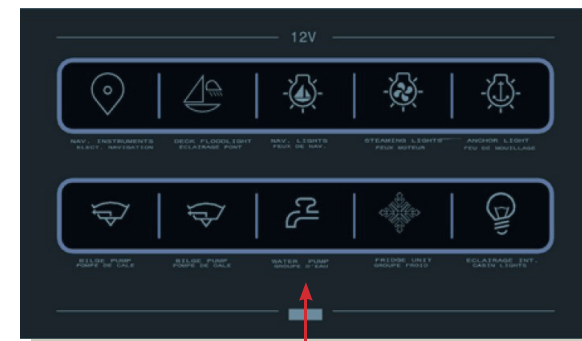 12V
NAV. INSTRUMENTS
ELECT. NAVIGATION
DECK FLOODLIGHT
ECLAIRAGE PONT
NAV. LIGHTS
FEUX DE NAV.
STEAMING LIGHTS
FEUX MOTEUR
ANCHOR LIGHT
FEU DE MOUILLAGE
BILGE PUMP
POMPE DE CALE
BILGE PUMP
POMPE DE CALE
WATER PUMP
GROUPE D'EAU
FRIDGE UNIT
GROUPE FROID
ECLAIRAGE INT.
CABIN LIGHTS